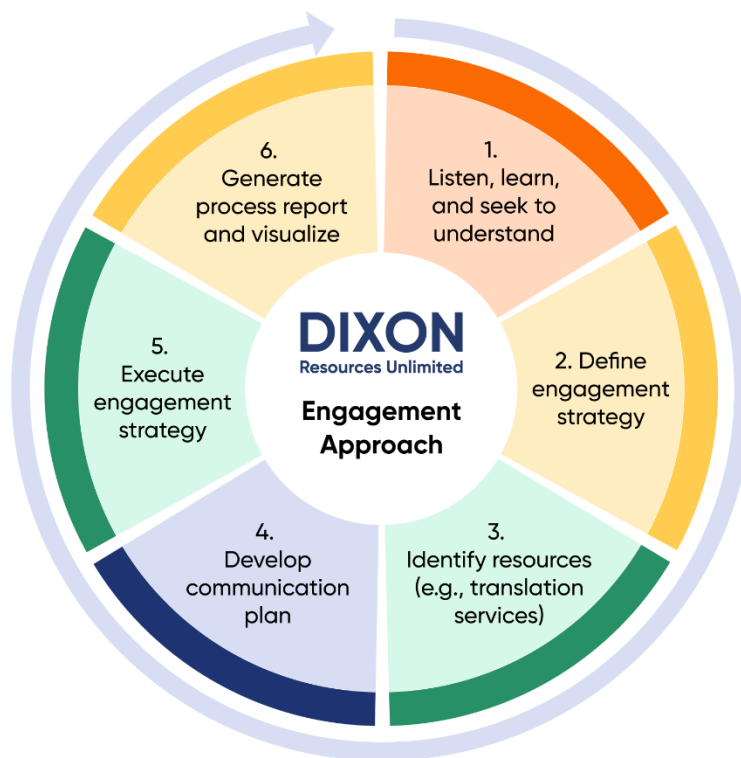 DIXON
Resources Unlimited
Engagement
Approach
1.
Listen, learn,
and seek to
understand
2. Define
engagement
strategy
3.
Identify resources
(e.g., translation
services)
4.
Develop
communication
plan
5.
Execute
engagement
strategy
6.
Generate
process report
and visualize